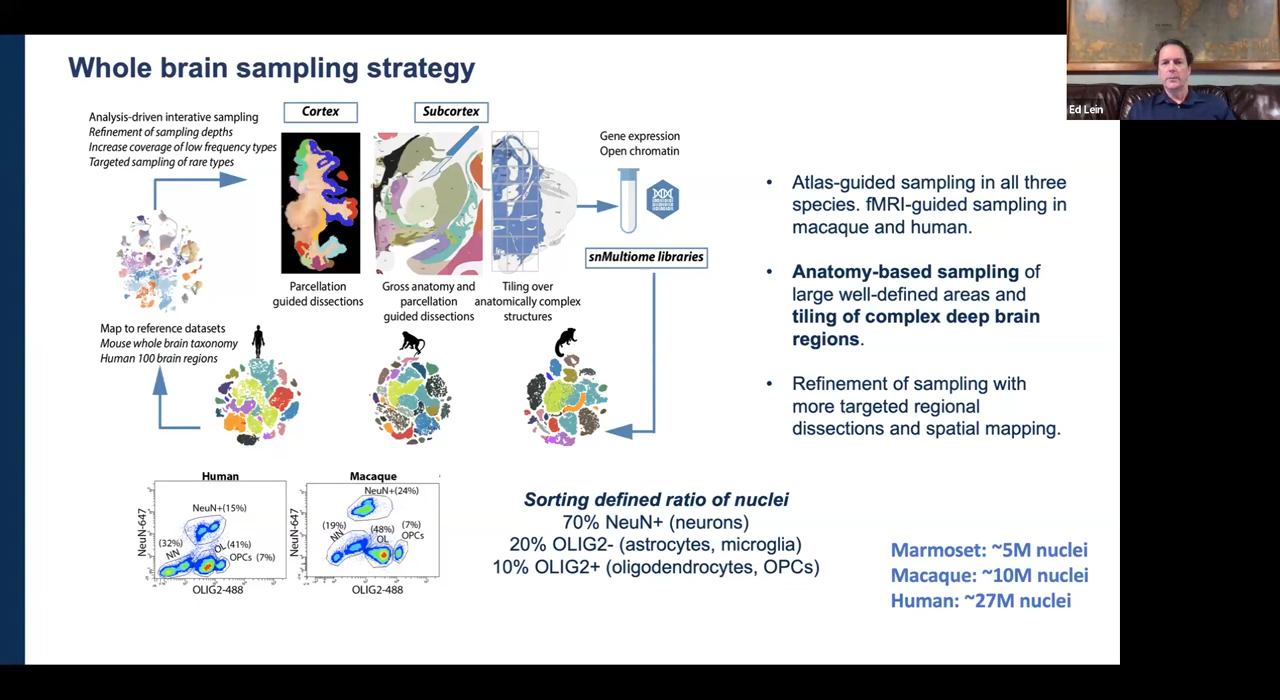 Whole brain sampling strategy
Ed Lein
Analysis-driven interative sampling
Refinement of sampling depths
Increase coverage of low frequency types
Targeted sampling of rare types
Cortex
Subcortex
Gene expression
Open chromatin
snMultiome libraries
Parcellation
guided dissections
Gross anatomy and
parcellation
guided dissections
Tiling over
anatomically complex
structures
Map to reference datasets
Mouse whole brain taxonomy
Human 100 brain regions
• Atlas-guided sampling in all three
species. fMRI-guided sampling in
macaque and human.
• Anatomy-based sampling of
large well-defined areas and
tiling of complex deep brain
regions.
• Refinement of sampling with
more targeted regional
dissections and spatial mapping.
Human
NeuN-647
NeuN+(15%)
(32%)
NN
OL(41%)
OPCs (7%)
OLIG2-488
Macaque
NeuN-647
NeuN+(24%)
(19%)
NN
(48%)
OL
(7%)
OPCs
OLIG2-488
Sorting defined ratio of nuclei
70% NeuN+ (neurons)
20% OLIG2- (astrocytes, microglia)
10% OLIG2+ (oligodendrocytes, OPCs)
Marmoset: ~5M nuclei
Macaque: ~10M nuclei
Human: ~27M nuclei